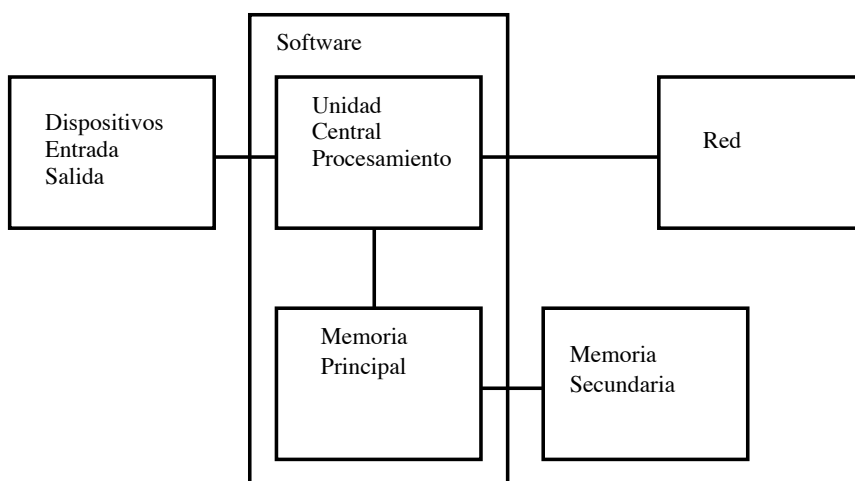 Software
Dispositivos
Entrada
Salida
Unidad
Central
Procesamiento
Red
Memoria
Principal
Memoria
Secundaria